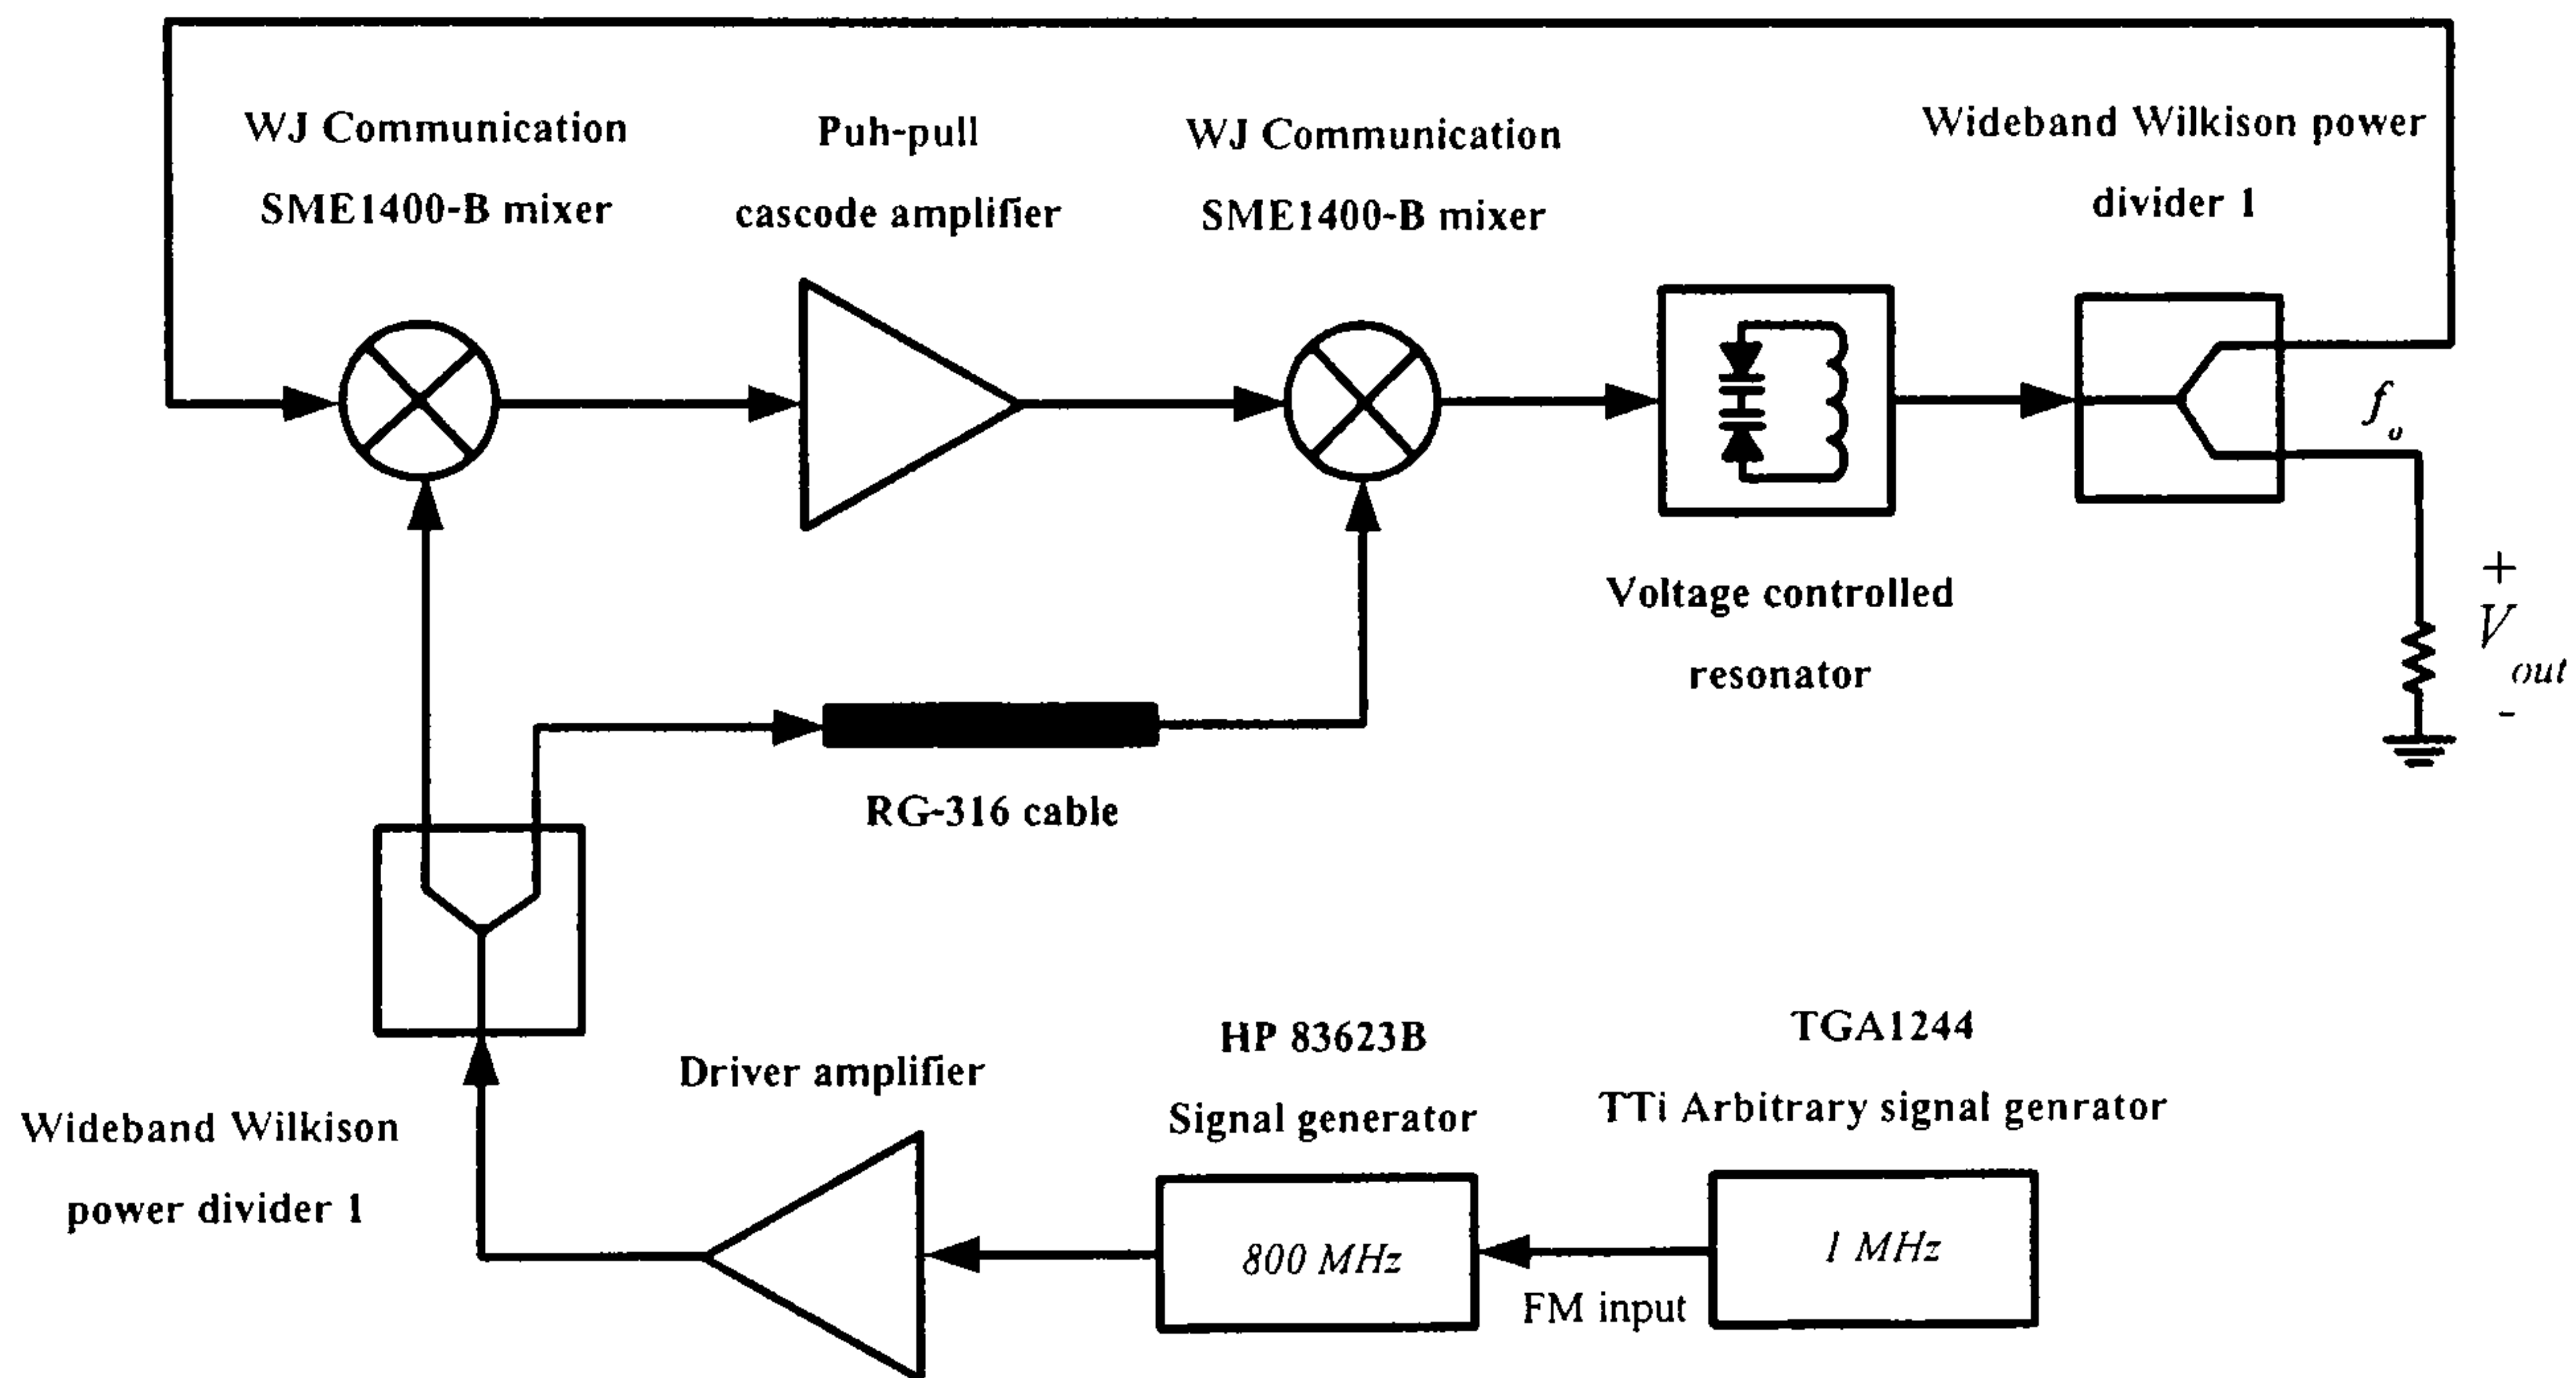 WJ Communication
SME1400-B mixer
Puh-pull
cascode amplifier
WJ Communication
SME1400-B mixer
Wideband Wilkison power
divider 1
f_o
Voltage controlled
resonator
+
V_out
-
RG-316 cable
Wideband Wilkison
power divider 1
Driver amplifier
HP 83623B
Signal generator
800 MHz
FM input
TGA1244
TTi Arbitrary signal genrator
1 MHz